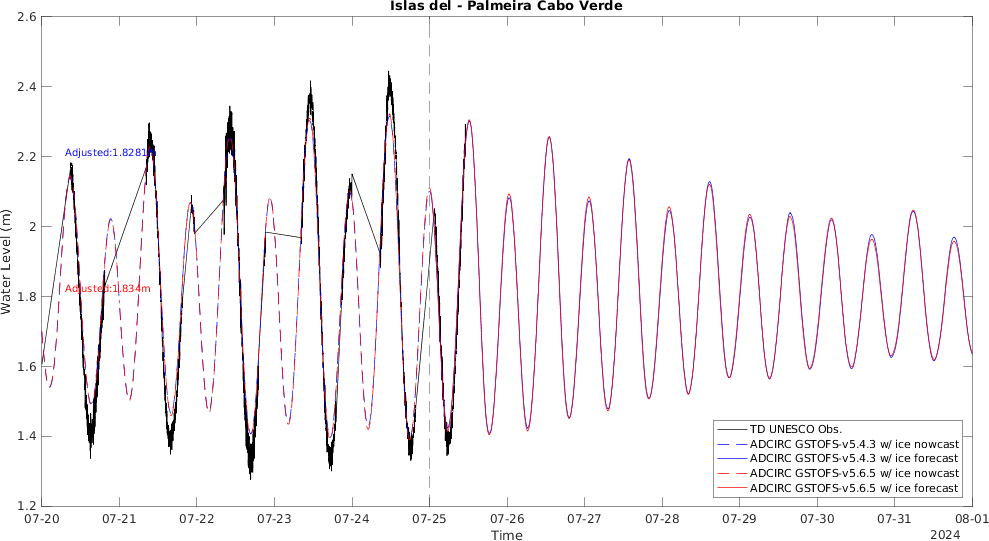 Islas del - Palmeira Cabo Verde
2.6
2.4
2.2
2
1.8
1.6
1.4
1.2
Water Level (m)
Adjusted:1.8281
Adjusted:1.834m
TD UNESCO Obs.
ADCIRC GSTOFS-v5.4.3 w/ ice nowcast
ADCIRC GSTOFS-v5.4.3 w/ ice forecast
ADCIRC GSTOFS-v5.6.5 w/ ice nowcast
ADCIRC GSTOFS-v5.6.5 w/ ice forecast
07-20 07-21 07-22 07-23 07-24 07-25 07-26 07-27 07-28 07-29 07-30 07-31 08-01
Time
2024